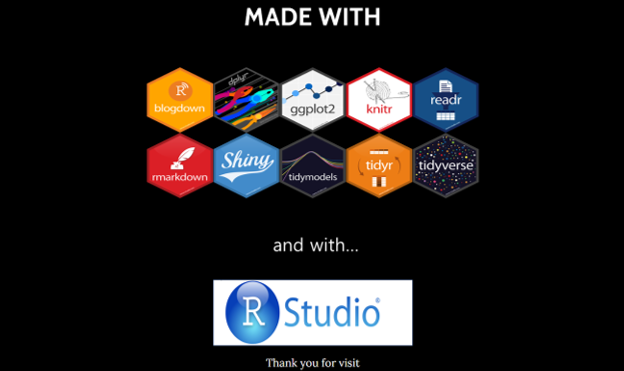 MADE WITH
blogdown
dplyr
ggplot2
knitr
readr
rmarkdown
Shiny
tidymodels
tidyr
tidyverse
and with...
R Studio®
Thank you for visit